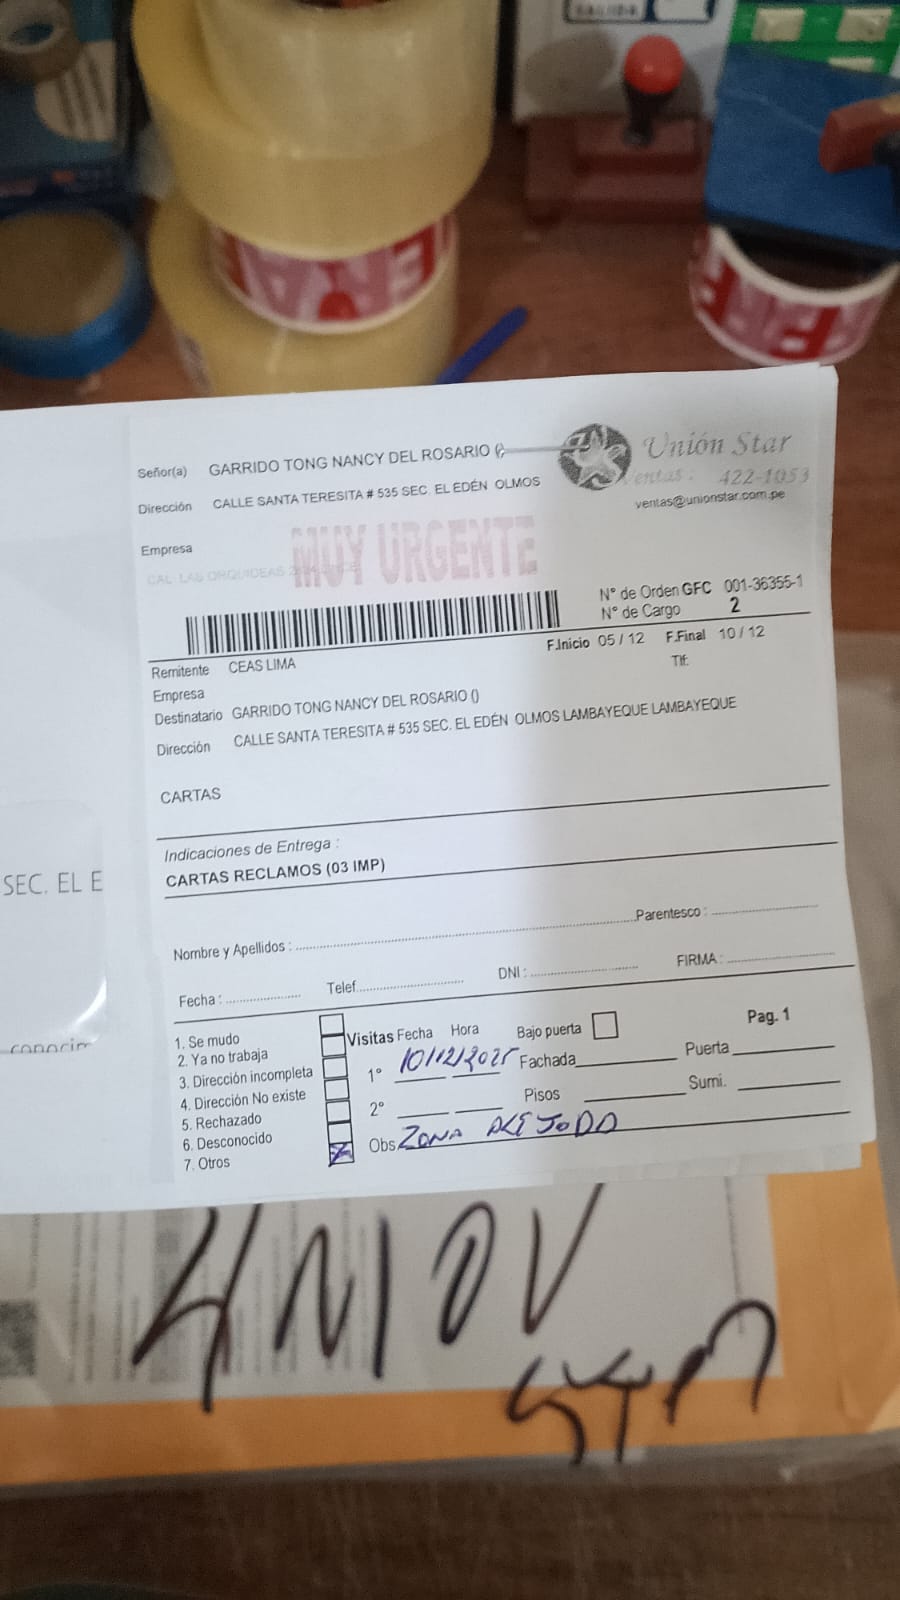 SALIDA
Señor(a) GARRIDO TONG NANCY DEL ROSARIO ()
Unión Star
Ventas : 422-1053
Dirección CALLE SANTA TERESITA # 535 SEC. EL EDÉN OLMOS
ventas@unionstar.com.pe
Empresa
MUY URGENTE
CAL. LAS ORQUIDEAS
N° de Orden GFC 001-36355-1
N° de Cargo 2
F.Inicio 05 / 12 F.Final 10 / 12
Remitente CEAS LIMA
Tlf:
Empresa
Destinatario GARRIDO TONG NANCY DEL ROSARIO ()
Dirección CALLE SANTA TERESITA # 535 SEC. EL EDÉN OLMOS LAMBAYEQUE LAMBAYEQUE
CARTAS
Indicaciones de Entrega :
CARTAS RECLAMOS (03 IMP)
SEC. EL E
Nombre y Apellidos : Parentesco :
Fecha : Telef. DNI : FIRMA :
1. Se mudo
2. Ya no trabaja
3. Dirección incompleta
4. Dirección No existe
5. Rechazado
6. Desconocido
7. Otros X
Visitas Fecha Hora Bajo puerta Pag. 1
1° 10/12/2025 Fachada Puerta
2° Pisos Sumi.
Obs ZONA ALEJADA